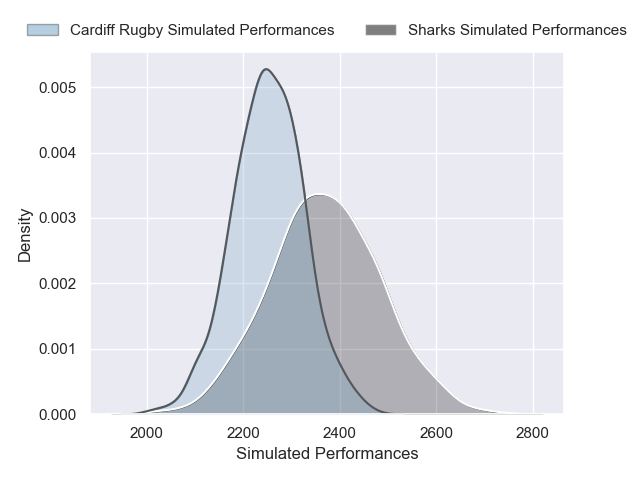 Cardiff Rugby Simulated Performances Sharks Simulated Performances
0.005
0.004
0.003
0.002
0.001
0.000
Density
2000 2200 2400 2600 2800
Simulated Performances